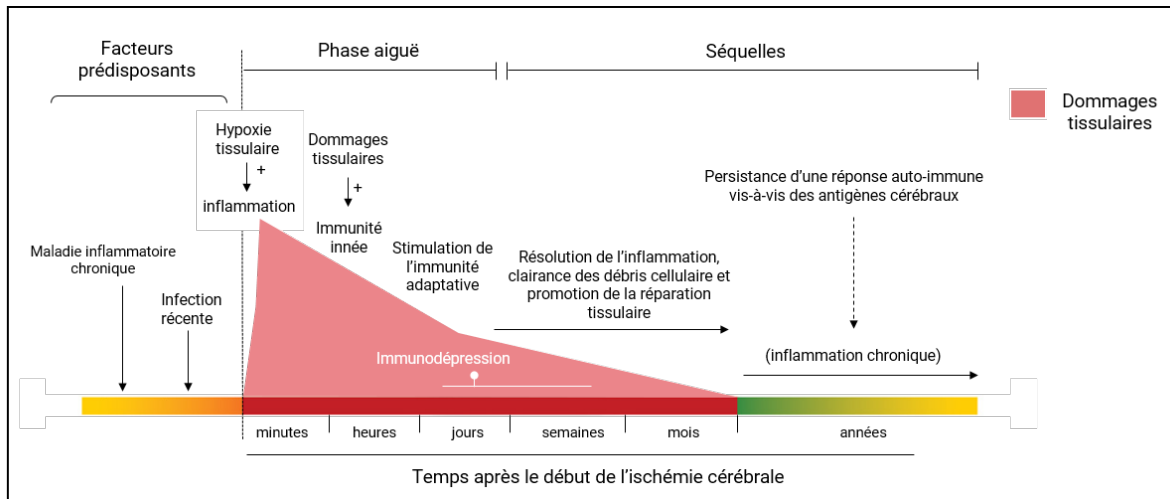 Facteurs
prédisposants
Phase aiguë
Séquelles
Dommages
tissulaires
Hypoxie
tissulaire
+
inflammation
Dommages
tissulaires
+
Immunité
innée
Stimulation de
l'immunité
adaptative
Persistance d'une réponse auto-immune
vis-à-vis des antigènes cérébraux
Maladie inflammatoire
chronique
Infection
récente
Résolution de l'inflammation,
clairance des débris cellulaire et
promotion de la réparation
tissulaire
Immunodépression
(inflammation chronique)
minutes
heures
jours
semaines
mois
années
Temps après le début de l'ischémie cérébrale